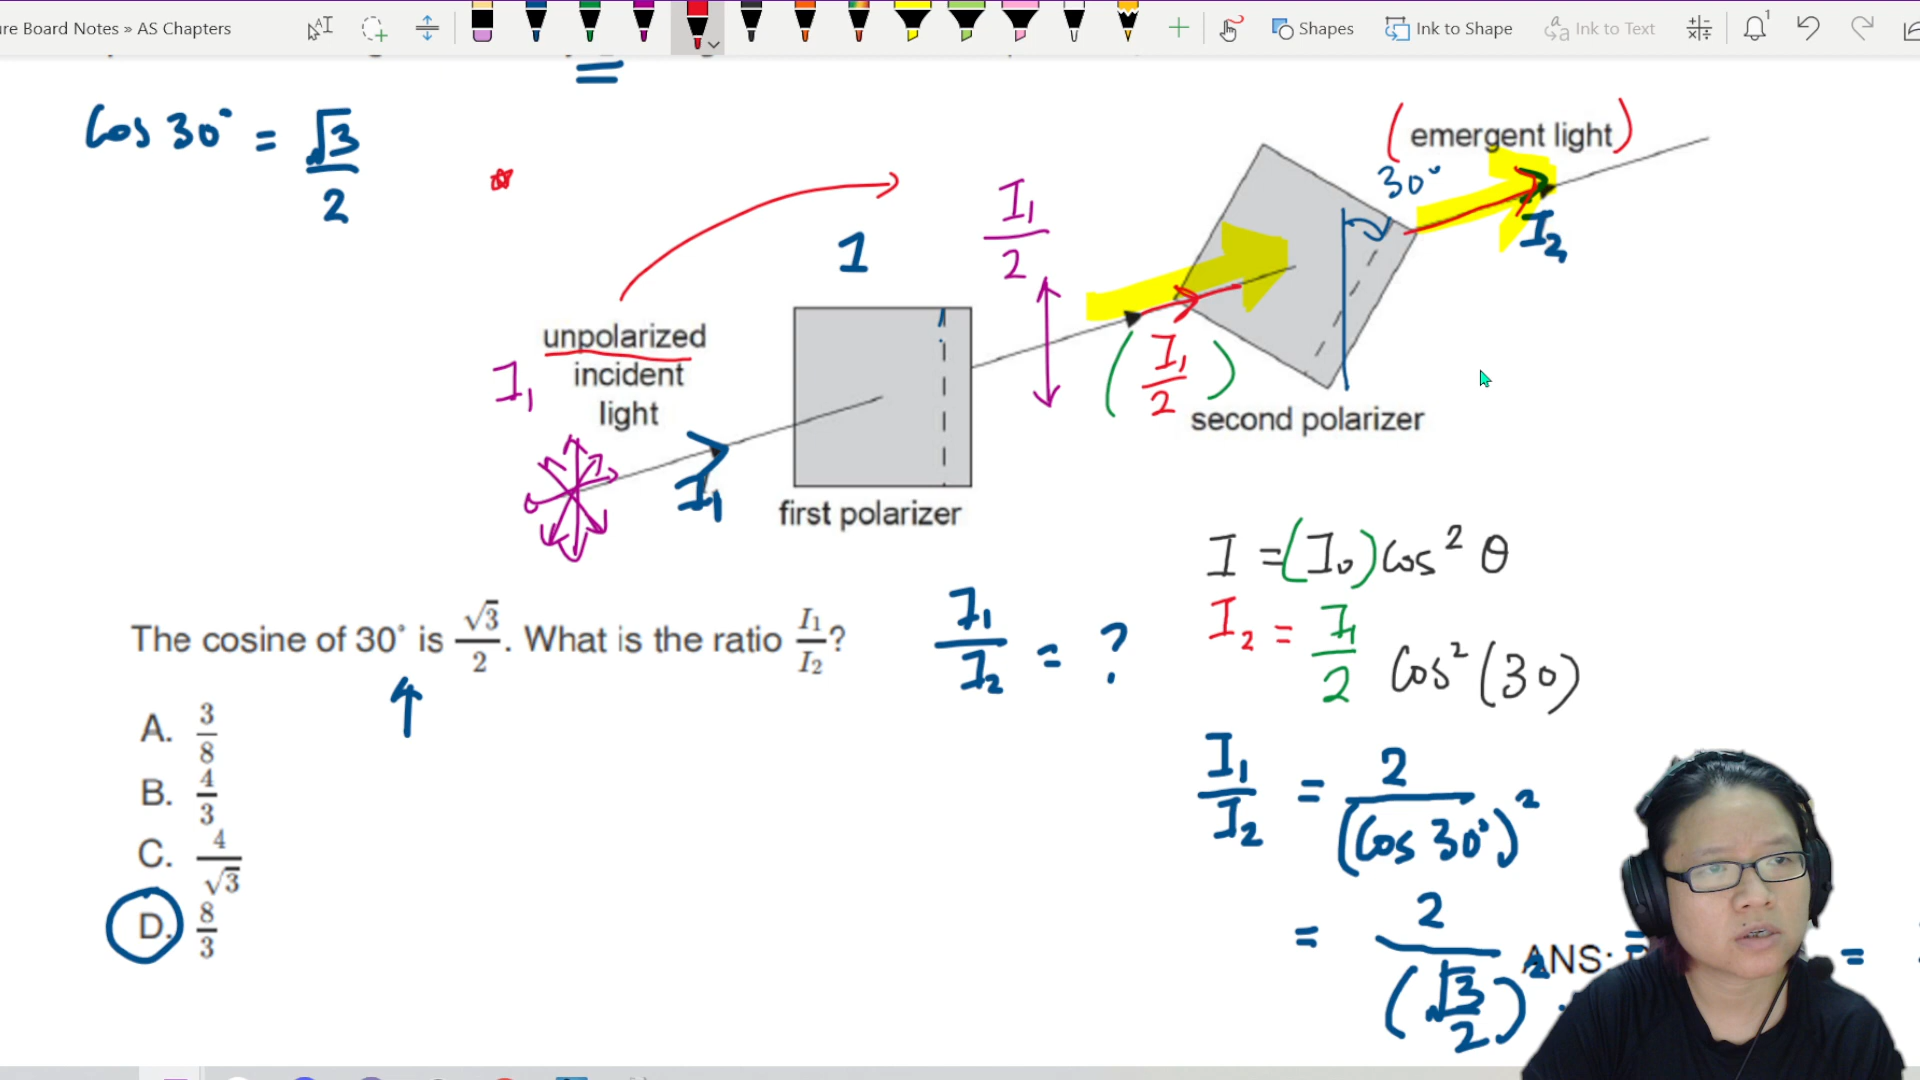 re Board Notes » AS Chapters
Shapes
Ink to Shape
Ink to Text
1
Cos 30° = √3/2
(emergent light)
30°
I₁/2
1
I₂
unpolarized
incident
light
I₁
(I₁/2)
second polarizer
I₁
first polarizer
I = (I₀) cos² θ
I₂ = I₁/2 Cos² (30)
The cosine of 30° is √3/2. What is the ratio I₁/I₂?
I₁/I₂ = ?
A. 3/8
B. 4/3
C. 4/√3
D. 8/3
I₁/I₂ = 2/(Cos 30°)²
= 2/(√3/2)²
ANS:
=